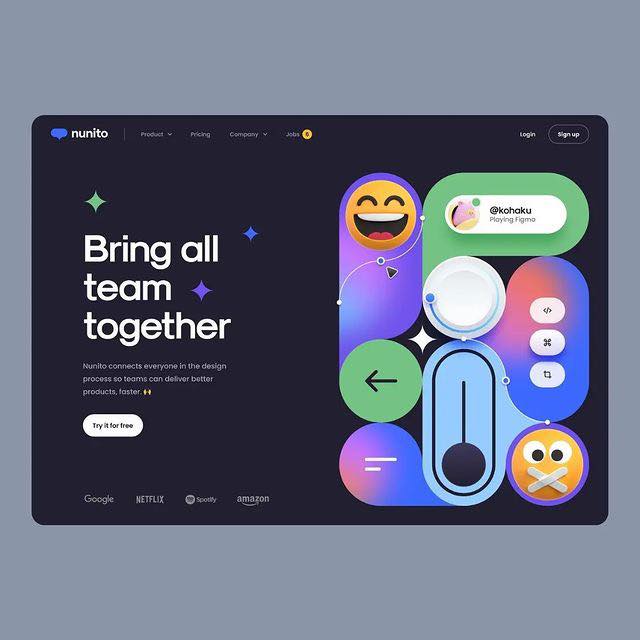 nunito
Product
Pricing
Company
Jobs 6
Login
Sign up
Bring all
team
together
Nunito connects everyone in the design
process so teams can deliver better
products, faster. 🙌
Try it for free
Google
NETFLIX
Spotify
amazon
@kohaku
Playing Figma